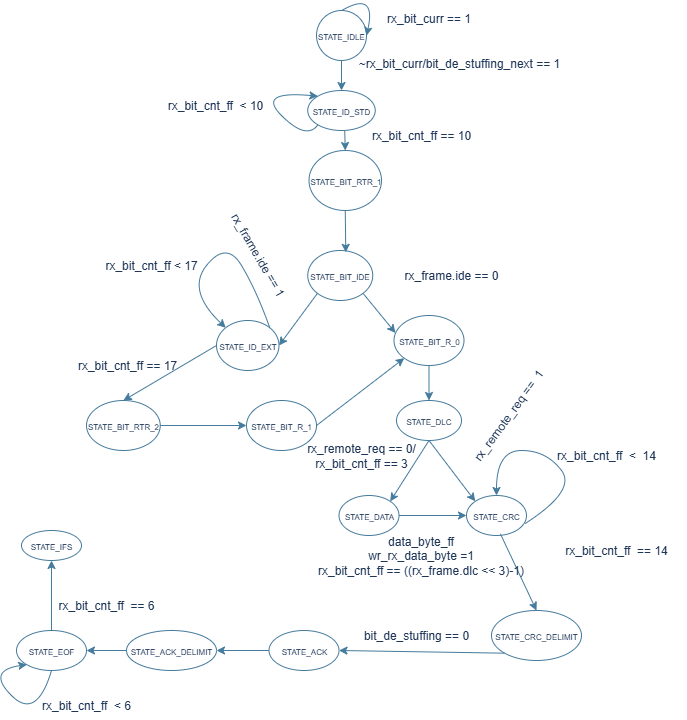 rx_bit_curr == 1
STATE_IDLE
~rx_bit_curr/bit_de_stuffing_next == 1
rx_bit_cnt_ff < 10
STATE_ID_STD
rx_bit_cnt_ff == 10
STATE_BIT_RTR_1
rx_frame.ide == 1
rx_bit_cnt_ff < 17
STATE_BIT_IDE
rx_frame.ide == 0
STATE_ID_EXT
STATE_BIT_R_0
rx_bit_cnt_ff == 17
STATE_BIT_RTR_2
STATE_BIT_R_1
STATE_DLC
rx_remote_req == 1
rx_remote_req == 0/
rx_bit_cnt_ff == 3
rx_bit_cnt_ff < 14
STATE_DATA
STATE_CRC
data_byte_ff
wr_rx_data_byte =1
rx_bit_cnt_ff == ((rx_frame.dlc << 3)-1)
rx_bit_cnt_ff == 14
STATE_IFS
rx_bit_cnt_ff == 6
bit_de_stuffing == 0
STATE_CRC_DELIMIT
STATE_EOF
STATE_ACK_DELIMIT
STATE_ACK
rx_bit_cnt_ff < 6